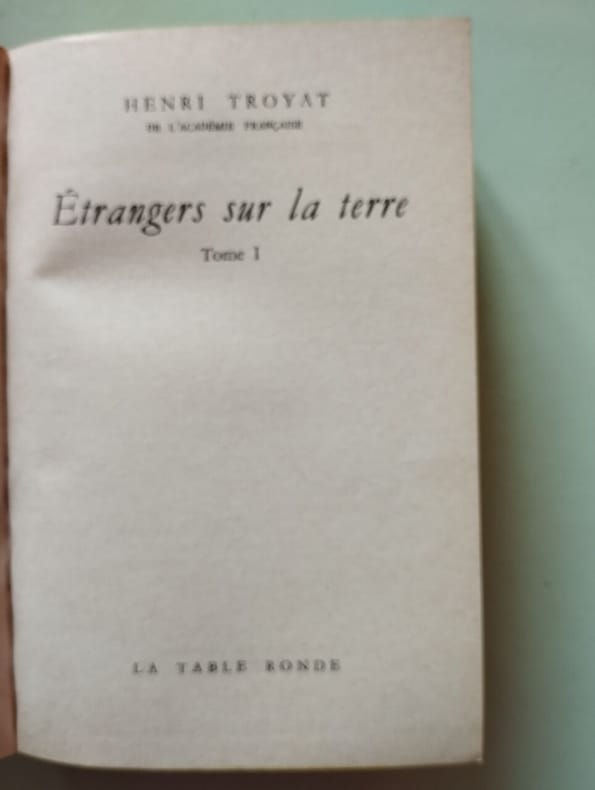 HENRI TROYAT
DE L'ACADÉMIE FRANÇAISE
Étrangers sur la terre
Tome I
LA TABLE RONDE